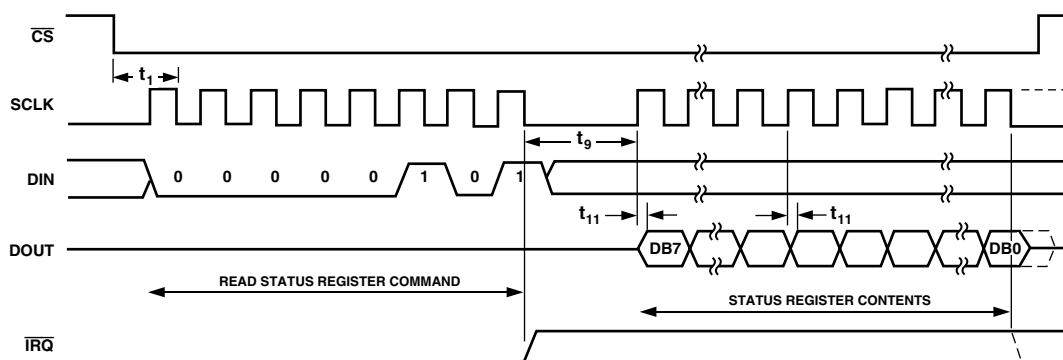 CS
t1
SCLK
t9
DIN 0 0 0 0 0 1 0 1
t11 t11
DOUT DB7 DB0
READ STATUS REGISTER COMMAND STATUS REGISTER CONTENTS
IRQ